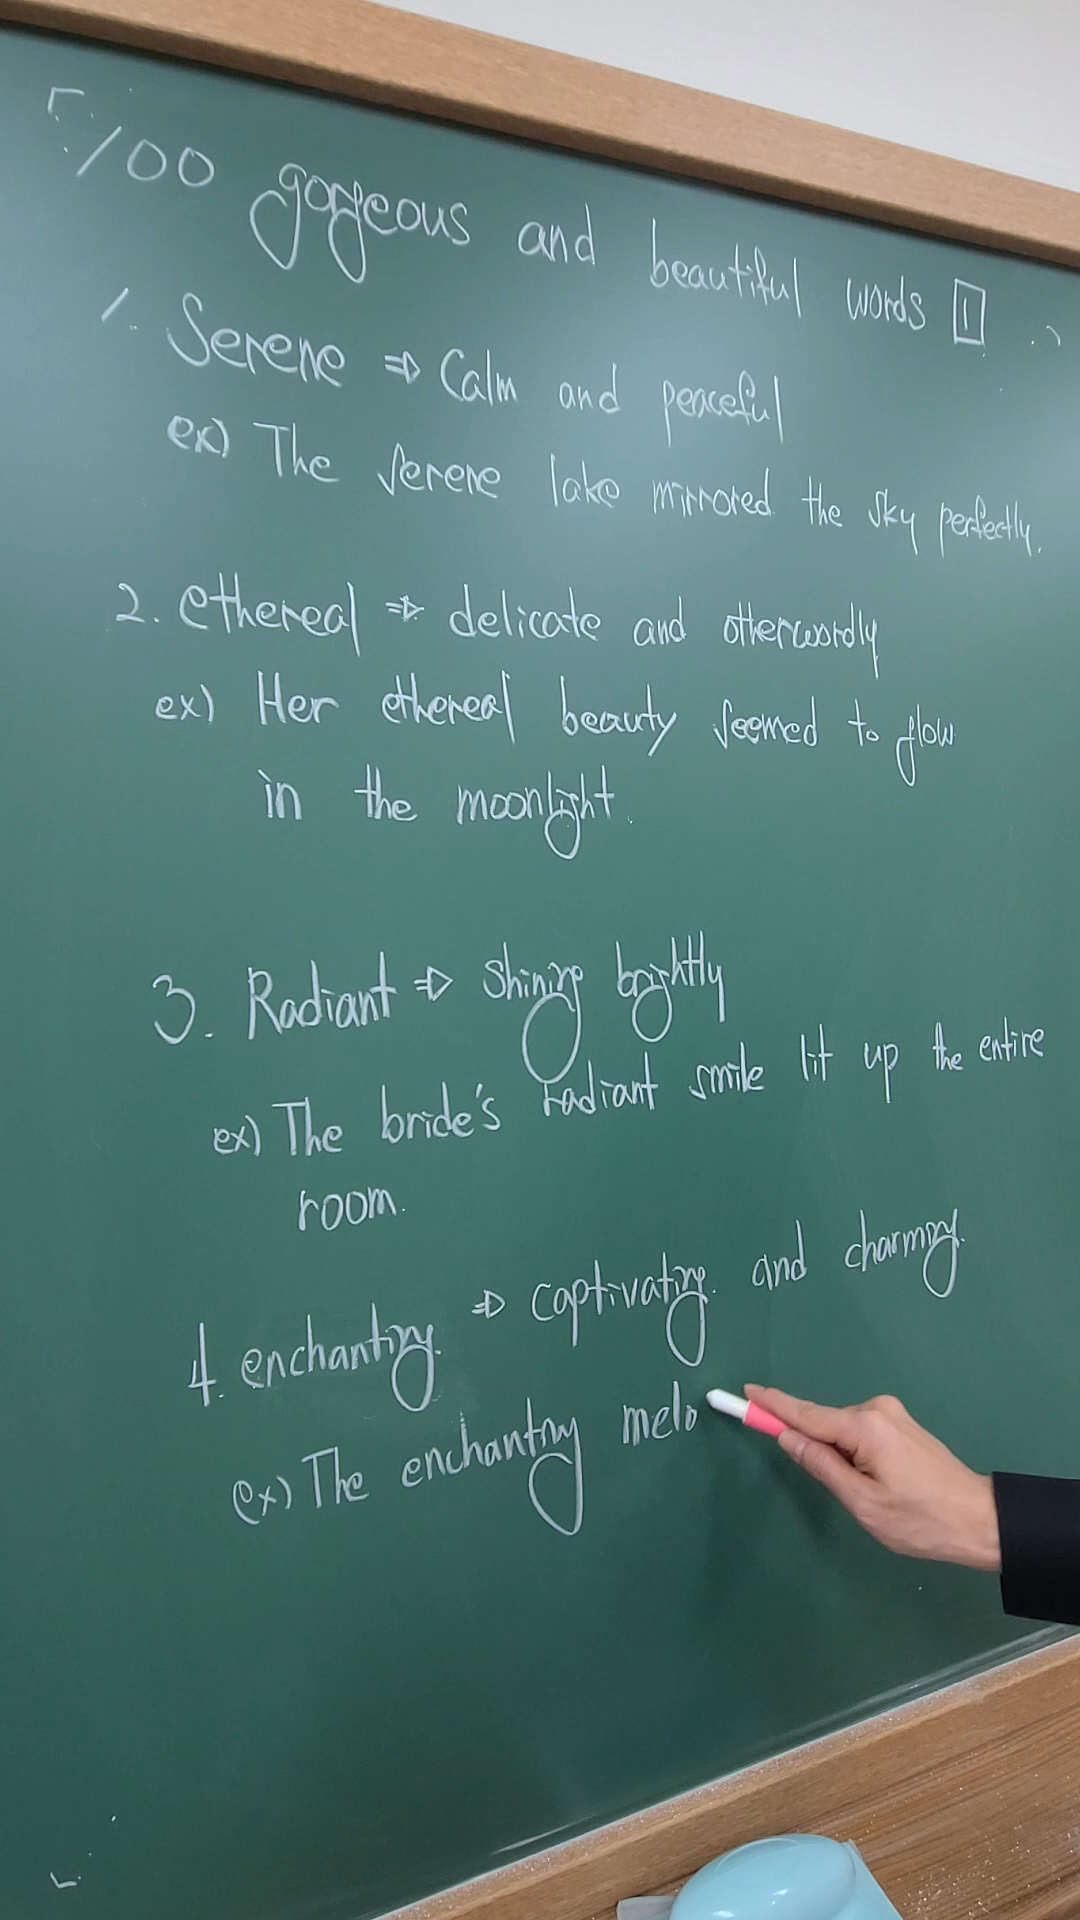 100 gorgeous and beautiful words 1
1. Serene ⇒ Calm and peaceful
ex) The serene lake mirrored the sky perfectly.
2. ethereal ⇒ delicate and otherwordly
ex) Her ethereal beauty seemed to glow
in the moonlight.
3. Radiant ⇒ shining brightly
ex) The bride's radiant smile lit up the entire
room.
4. enchanting ⇒ captivating and charming.
ex) The enchanting melo